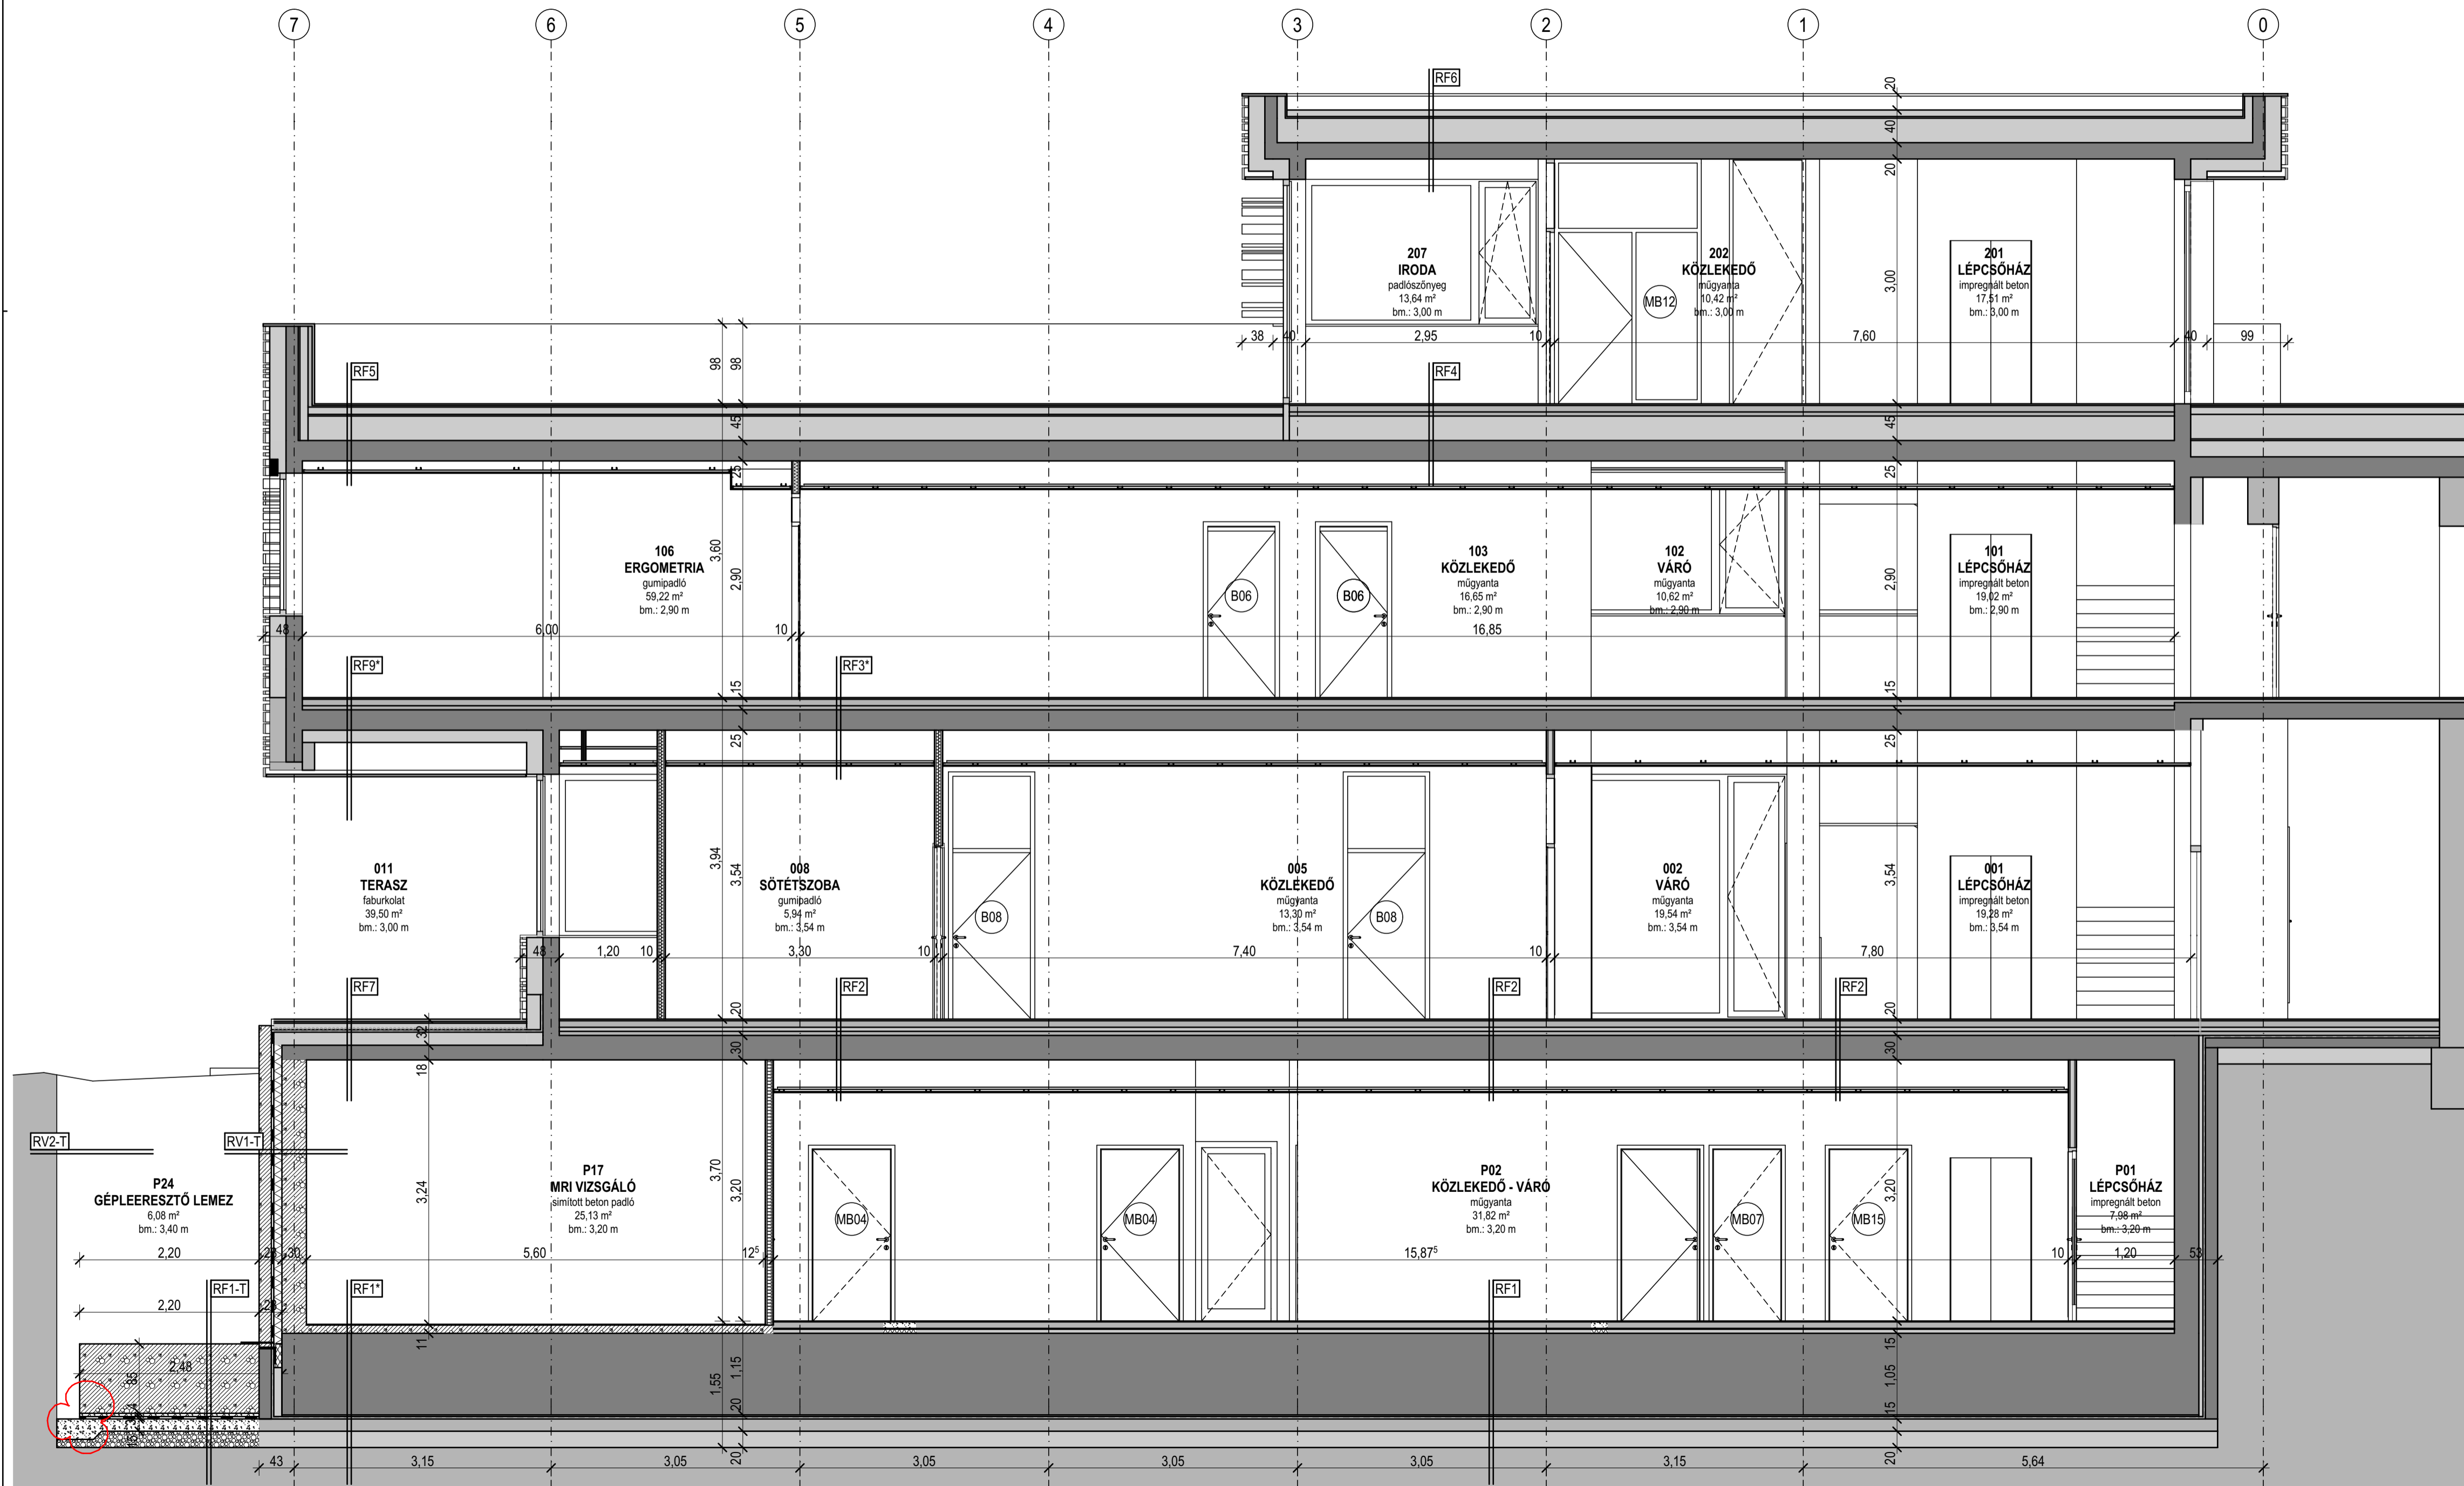 7 6 5 4 3 2 1 0
RF6
20
40
20
207
IRODA
padlószőnyeg
13,64 m²
bm.: 3,00 m
202
KÖZLEKEDŐ
műgyanta
10,42 m²
bm.: 3,00 m
MB12
3,00
201
LÉPCSŐHÁZ
impregnált beton
17,51 m²
bm.: 3,00 m
38 40 2,95 10 7,60 40 99
RF5
98 98
RF4
45 45
25 25
106
ERGOMETRIA
gumipadló
59,22 m²
bm.: 2,90 m
3,60
2,90
B06
B06
103
KÖZLEKEDŐ
műgyanta
16,65 m²
bm.: 2,90 m
102
VÁRÓ
műgyanta
10,62 m²
bm.: 2,90 m
2,90
101
LÉPCSŐHÁZ
impregnált beton
19,02 m²
bm.: 2,90 m
48 6,00 10 16,85
RF9*
RF3*
15 15
25 25
011
TERASZ
faburkolat
39,50 m²
bm.: 3,00 m
008
SÖTÉTSZOBA
gumipadló
5,94 m²
bm.: 3,54 m
3,94
3,54
B08
005
KÖZLEKEDŐ
műgyanta
13,30 m²
bm.: 3,54 m
B08
002
VÁRÓ
műgyanta
19,54 m²
bm.: 3,54 m
3,54
001
LÉPCSŐHÁZ
impregnált beton
19,28 m²
bm.: 3,54 m
48 1,20 10 3,30 10 7,40 10 7,80
RF7
RF2
RF2
RF2
20 20
32
30 30
18
RV2-T
RV1-T
P24
GÉPLEERESZTŐ LEMEZ
6,08 m²
bm.: 3,40 m
3,24
P17
MRI VIZSGÁLÓ
simított beton padló
25,13 m²
bm.: 3,20 m
3,70
3,20
MB04
MB04
P02
KÖZLEKEDŐ - VÁRÓ
műgyanta
31,82 m²
bm.: 3,20 m
MB07
MB15
3,20
P01
LÉPCSŐHÁZ
impregnált beton
7,98 m²
bm.: 3,20 m
2,20 28 30 5,60 12⁵ 15,87⁵ 10 1,20 53
RF1-T
RF1*
RF1
2,20 28
11
15
2,48
85
1,55
1,15
1,05
20
15
43 3,15 3,05 20 3,05 3,05 3,05 3,15 20 5,64